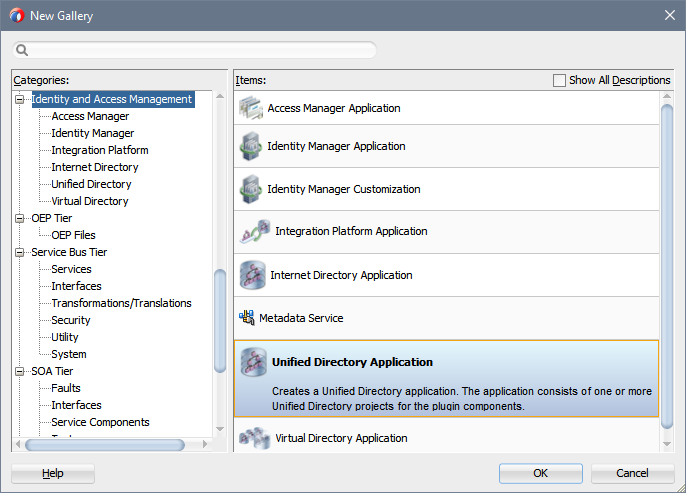 New Gallery
Categories:
Identity and Access Management
Access Manager
Identity Manager
Integration Platform
Internet Directory
Unified Directory
Virtual Directory
OEP Tier
OEP Files
Service Bus Tier
Services
Interfaces
Transformations/Translations
Security
Utility
System
SOA Tier
Faults
Interfaces
Service Components
Items:
Show All Descriptions
Access Manager Application
Identity Manager Application
Identity Manager Customization
Integration Platform Application
Internet Directory Application
Metadata Service
Unified Directory Application
Creates a Unified Directory application. The application consists of one or more
Unified Directory projects for the plugin components.
Virtual Directory Application
Help
OK
Cancel